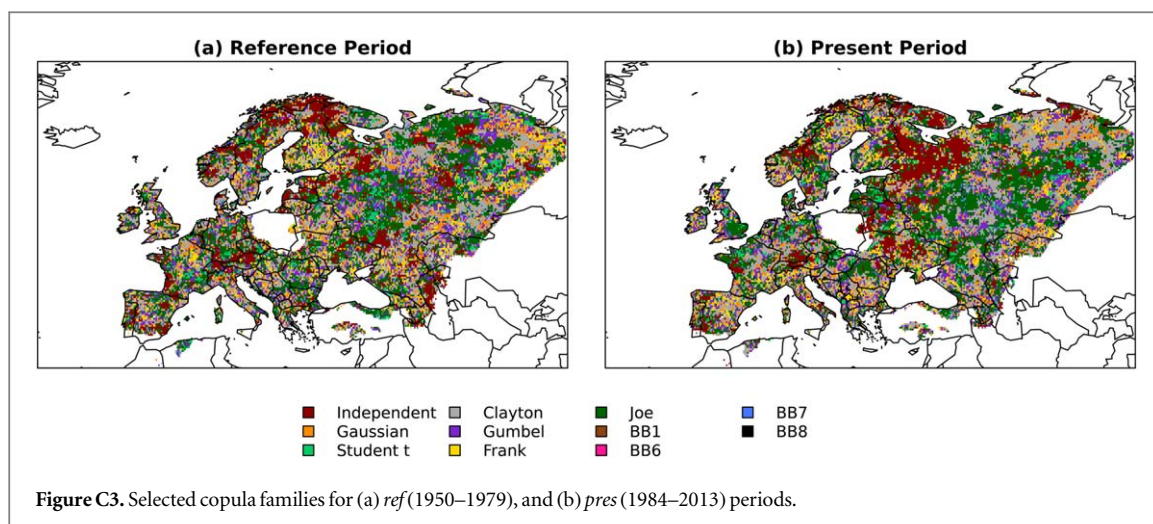 (a) Reference Period (b) Present Period
Independent Clayton Joe BB7
Gaussian Gumbel BB1 BB8
Student t Frank BB6
Figure C3. Selected copula families for (a) ref (1950–1979), and (b) pres (1984–2013) periods.